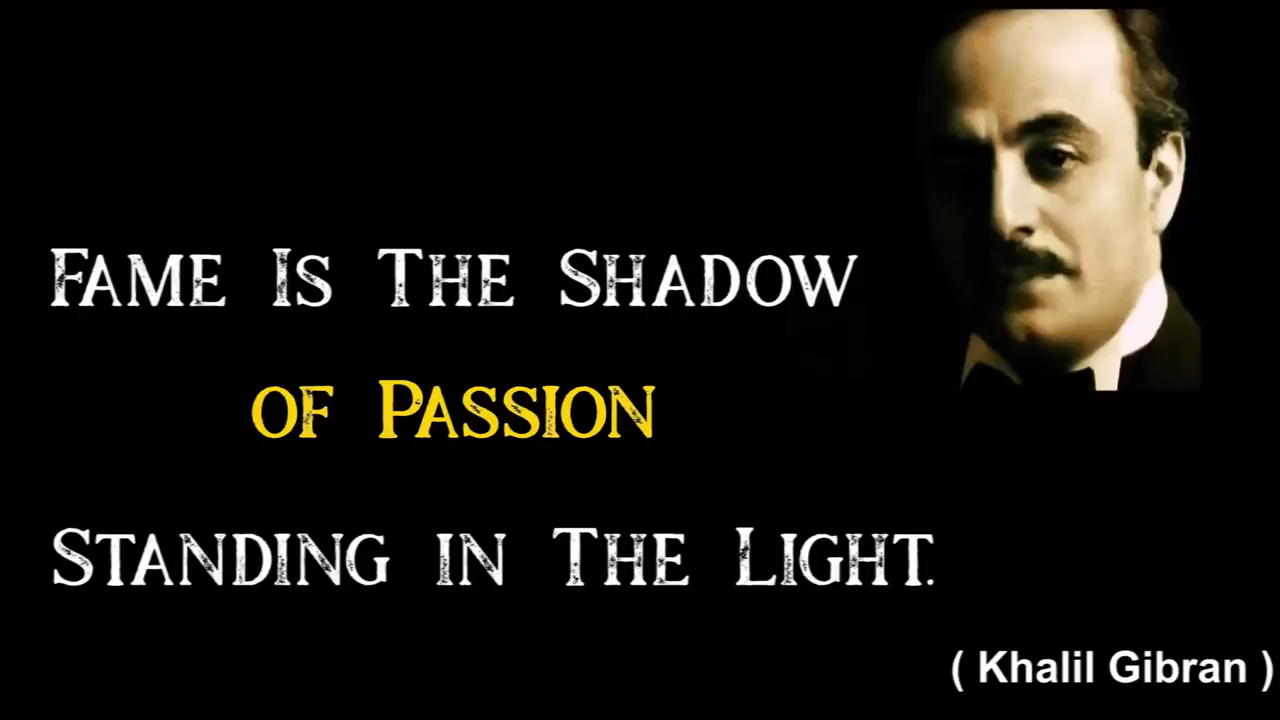 Fame Is The Shadow
of Passion
Standing in The Light.
( Khalil Gibran )